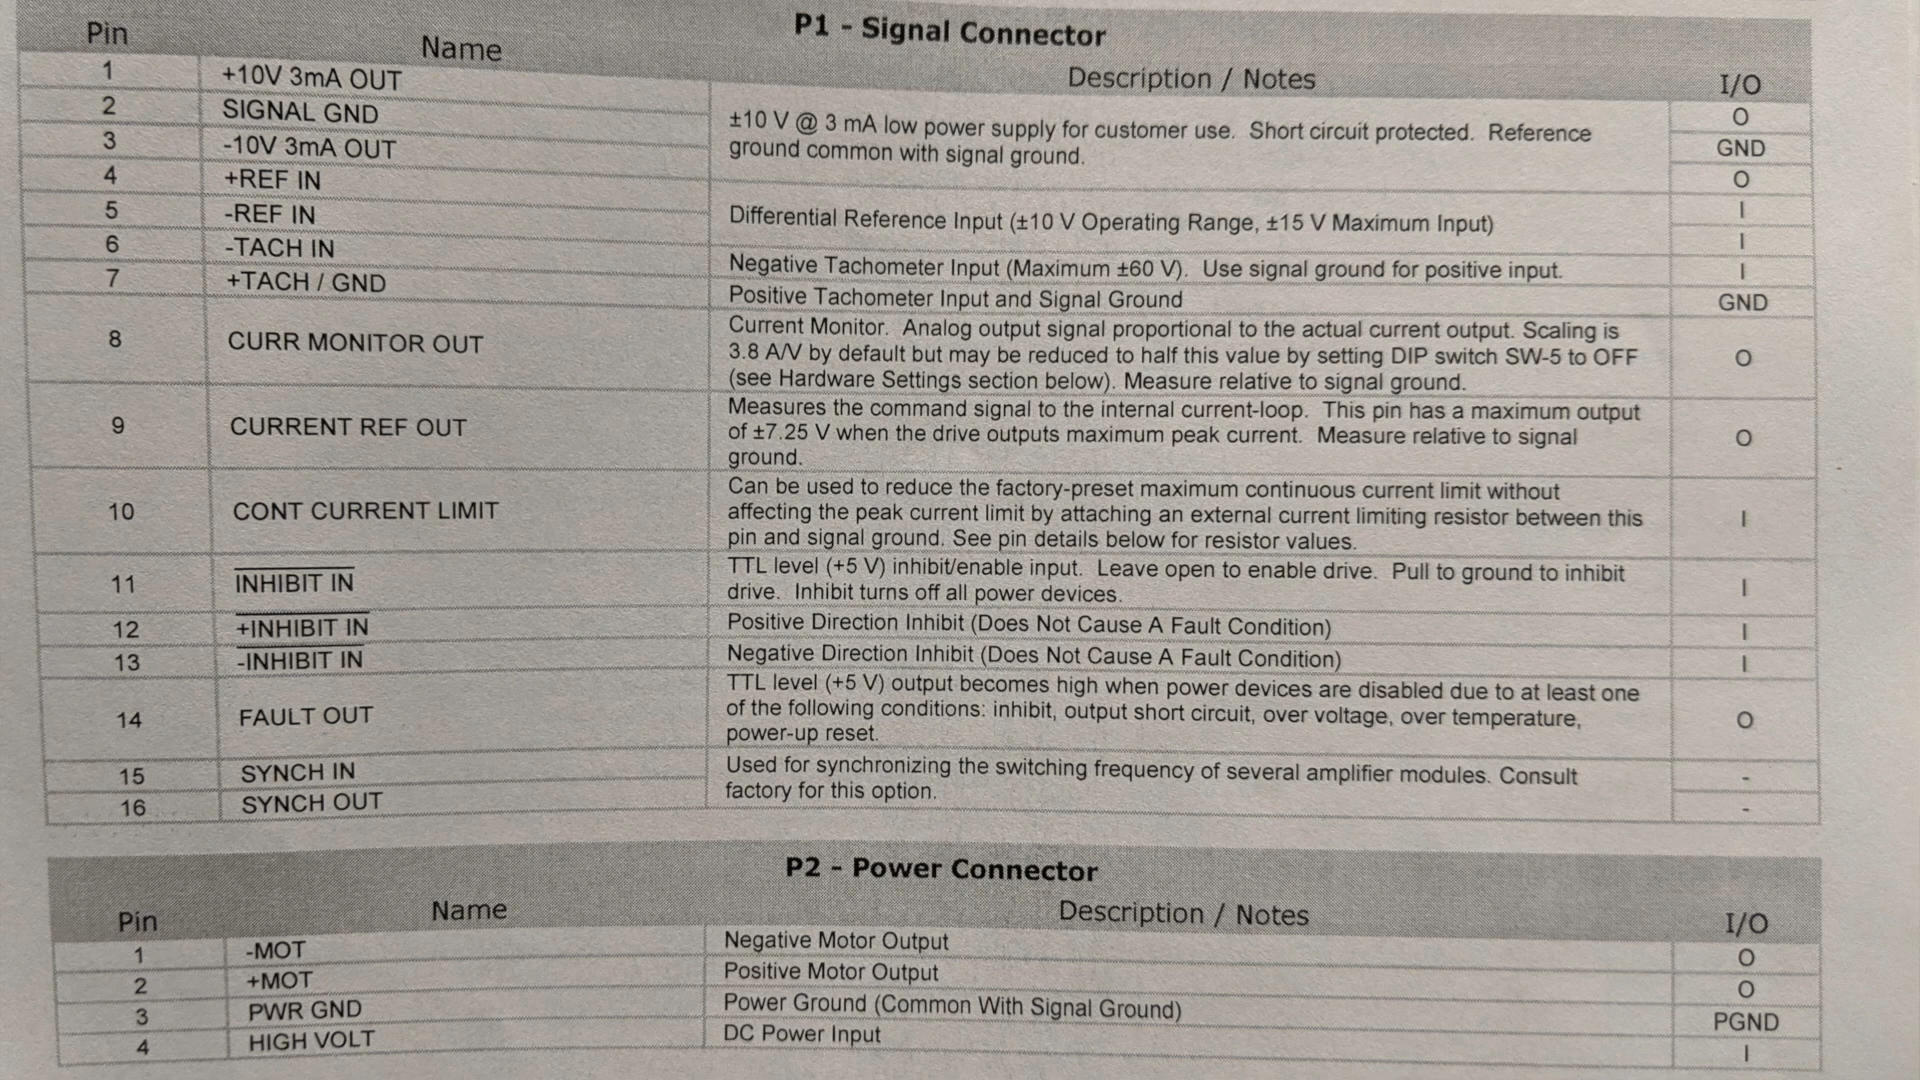 P1 - Signal Connector
Pin Name Description / Notes I/O
1 +10V 3mA OUT O
±10 V @ 3 mA low power supply for customer use. Short circuit protected. Reference
2 SIGNAL GND GND
ground common with signal ground.
3 -10V 3mA OUT O
4 +REF IN I
Differential Reference Input (±10 V Operating Range, ±15 V Maximum Input)
5 -REF IN I
6 -TACH IN Negative Tachometer Input (Maximum ±60 V). Use signal ground for positive input. I
7 +TACH / GND Positive Tachometer Input and Signal Ground GND
Current Monitor. Analog output signal proportional to the actual current output. Scaling is
8 CURR MONITOR OUT 3.8 A/V by default but may be reduced to half this value by setting DIP switch SW-5 to OFF O
(see Hardware Settings section below). Measure relative to signal ground.
Measures the command signal to the internal current-loop. This pin has a maximum output
9 CURRENT REF OUT of ±7.25 V when the drive outputs maximum peak current. Measure relative to signal O
ground.
Can be used to reduce the factory-preset maximum continuous current limit without
10 CONT CURRENT LIMIT affecting the peak current limit by attaching an external current limiting resistor between this I
pin and signal ground. See pin details below for resistor values.
11 INHIBIT IN TTL level (+5 V) inhibit/enable input. Leave open to enable drive. Pull to ground to inhibit I
drive. Inhibit turns off all power devices.
12 +INHIBIT IN Positive Direction Inhibit (Does Not Cause A Fault Condition) I
13 -INHIBIT IN Negative Direction Inhibit (Does Not Cause A Fault Condition) I
TTL level (+5 V) output becomes high when power devices are disabled due to at least one
14 FAULT OUT of the following conditions: inhibit, output short circuit, over voltage, over temperature, O
power-up reset.
15 SYNCH IN Used for synchronizing the switching frequency of several amplifier modules. Consult -
16 SYNCH OUT factory for this option. -
P2 - Power Connector
Pin Name Description / Notes I/O
1 -MOT Negative Motor Output O
2 +MOT Positive Motor Output O
3 PWR GND Power Ground (Common With Signal Ground) PGND
4 HIGH VOLT DC Power Input I